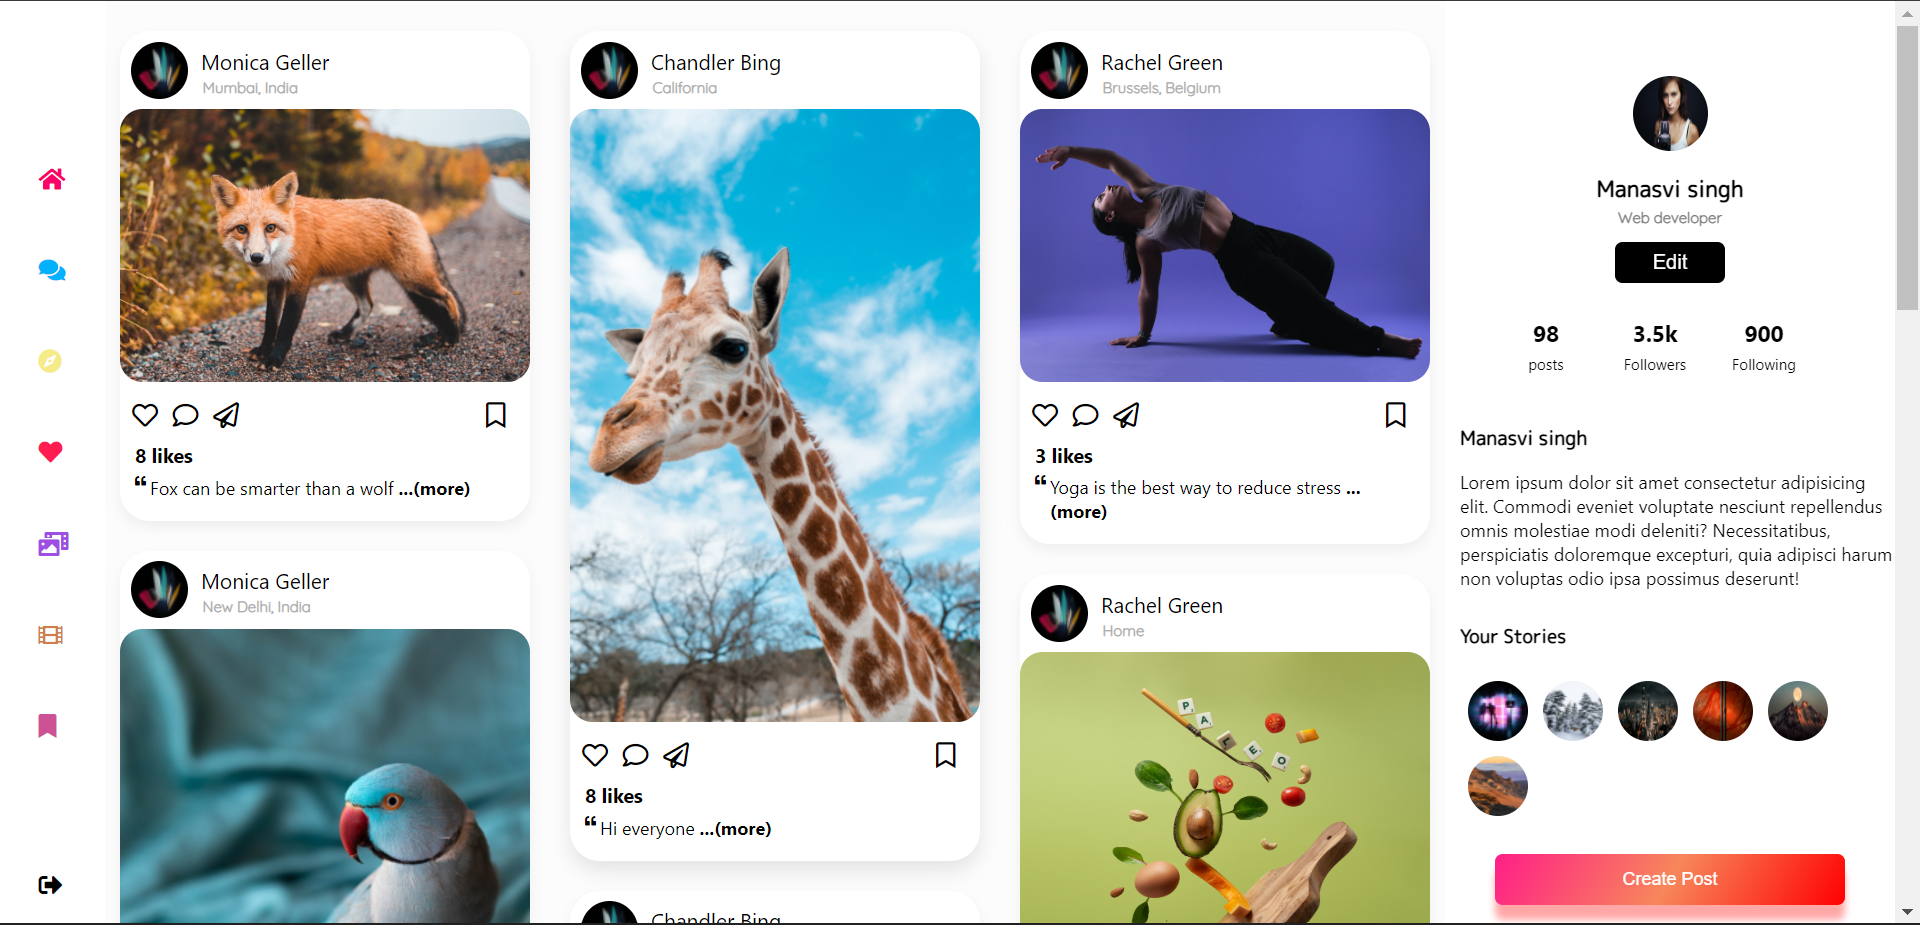 Monica Geller
Mumbai, India
8 likes
❝ Fox can be smarter than a wolf ...(more)
Monica Geller
New Delhi, India
Chandler Bing
California
8 likes
❝ Hi everyone ...(more)
Chandler Bing
Rachel Green
Brussels, Belgium
3 likes
❝ Yoga is the best way to reduce stress ...
(more)
Rachel Green
Home
P
A
L
E
O
Manasvi singh
Web developer
Edit
98 3.5k 900
posts Followers Following
Manasvi singh
Lorem ipsum dolor sit amet consectetur adipisicing
elit. Commodi eveniet voluptate nesciunt repellendus
omnis molestiae modi deleniti? Necessitatibus,
perspiciatis doloremque excepturi, quia adipisci harum
non voluptas odio ipsa possimus deserunt!
Your Stories
Create Post